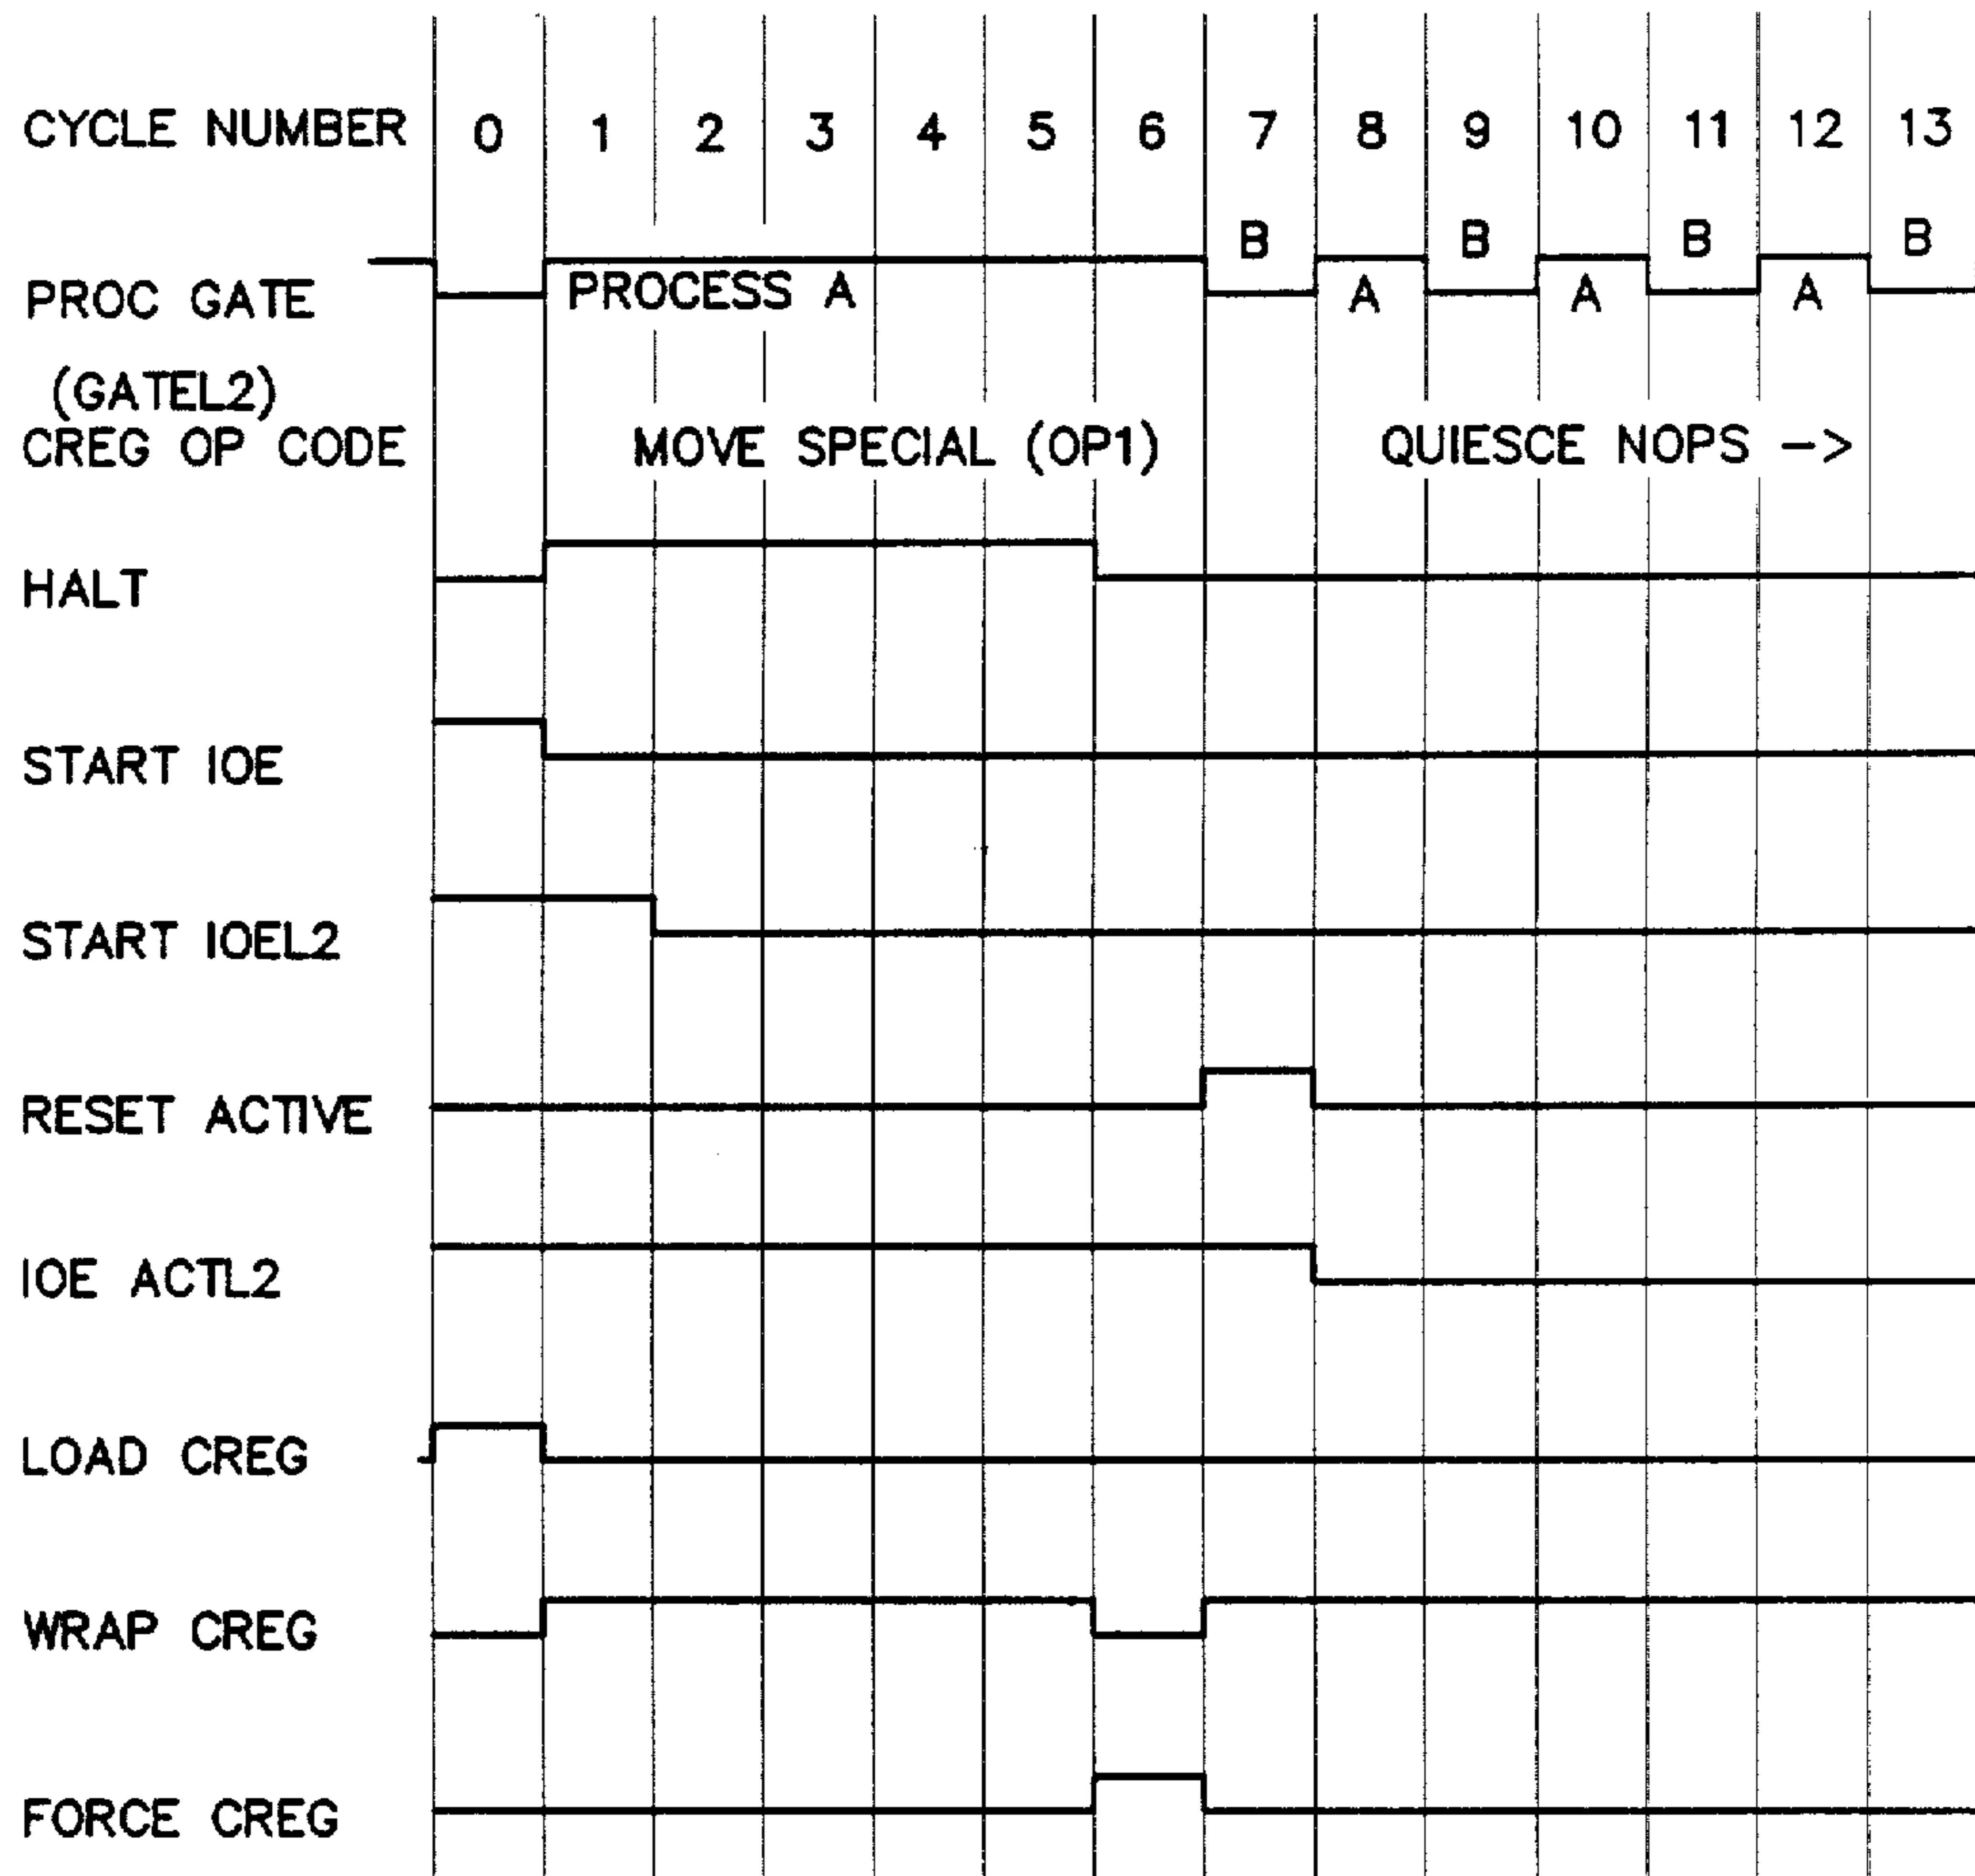 CYCLE NUMBER 0 1 2 3 4 5 6 7 8 9 10 11 12 13
B B B B
PROC GATE PROCESS A A A A
(GATEL2)
CREG OP CODE MOVE SPECIAL (OP1) QUIESCE NOPS ->
HALT
START IOE
START IOEL2
RESET ACTIVE
IOE ACTL2
LOAD CREG
WRAP CREG
FORCE CREG